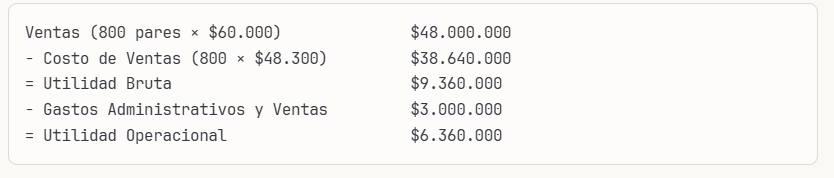 Ventas (800 pares × $60.000) $48.000.000
- Costo de Ventas (800 × $48.300) $38.640.000
= Utilidad Bruta $9.360.000
- Gastos Administrativos y Ventas $3.000.000
= Utilidad Operacional $6.360.000